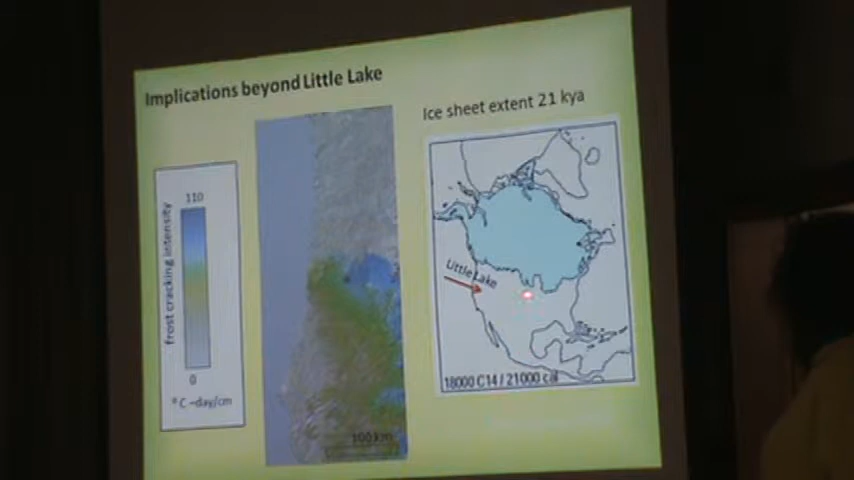 Implications beyond Little Lake
Ice sheet extent 21 kya
110
frost cracking intensity
0
°C -day/cm
100 km
Little Lake
18000 C14 / 21000 cal